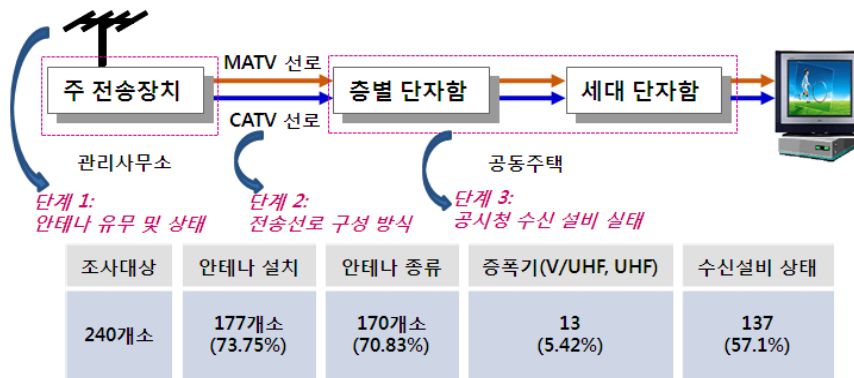 MATV 선로
주 전송장치
층별 단자함
세대 단자함
CATV 선로
관리사무소
공동주택
단계 1:
안테나 유무 및 상태
단계 2:
전송선로 구성 방식
단계 3:
공시청 수신 설비 실태
조사대상 안테나 설치 안테나 종류 증폭기(V/UHF, UHF) 수신설비 상태
240개소
177개소
(73.75%)
170개소
(70.83%)
13
(5.42%)
137
(57.1%)